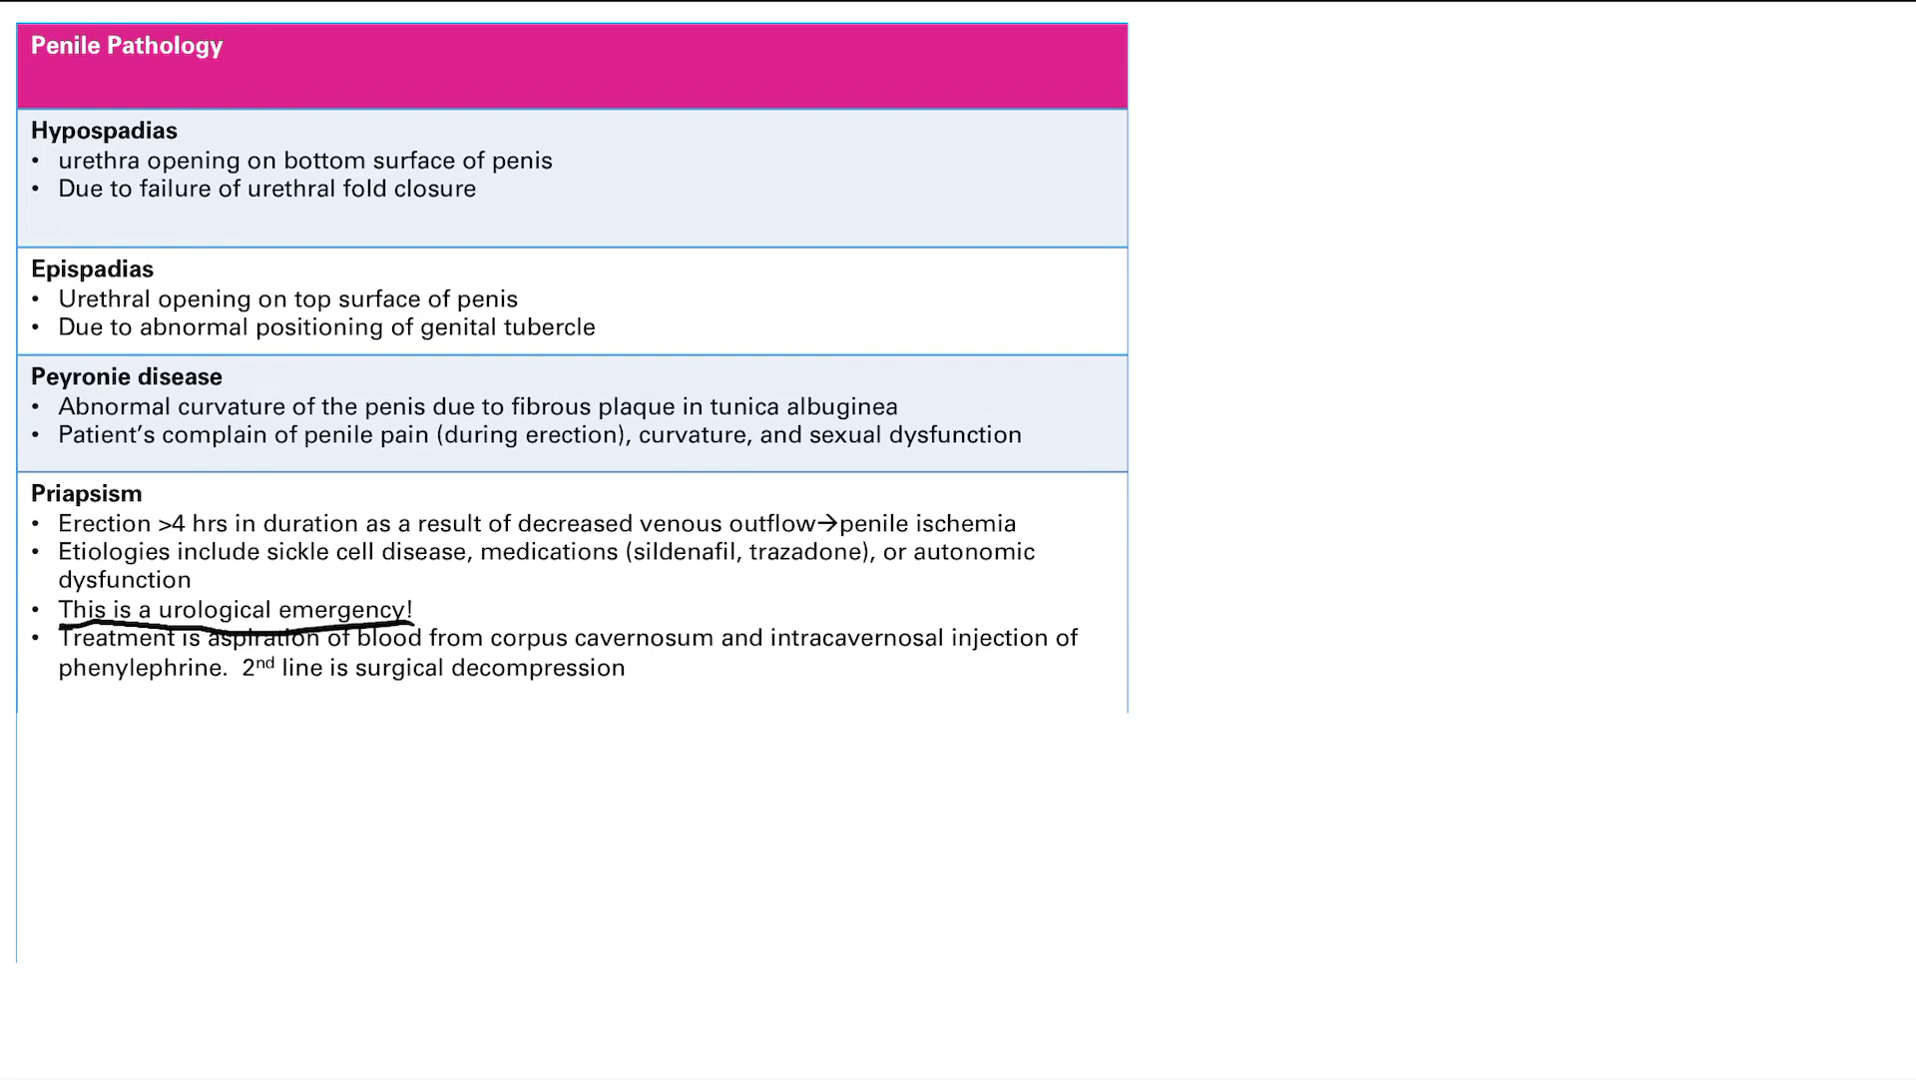 Penile Pathology
Hypospadias
• urethra opening on bottom surface of penis
• Due to failure of urethral fold closure
Epispadias
• Urethral opening on top surface of penis
• Due to abnormal positioning of genital tubercle
Peyronie disease
• Abnormal curvature of the penis due to fibrous plaque in tunica albuginea
• Patient’s complain of penile pain (during erection), curvature, and sexual dysfunction
Priapsism
• Erection >4 hrs in duration as a result of decreased venous outflow→penile ischemia
• Etiologies include sickle cell disease, medications (sildenafil, trazadone), or autonomic
dysfunction
• This is a urological emergency!
• Treatment is aspiration of blood from corpus cavernosum and intracavernosal injection of
phenylephrine. 2nd line is surgical decompression